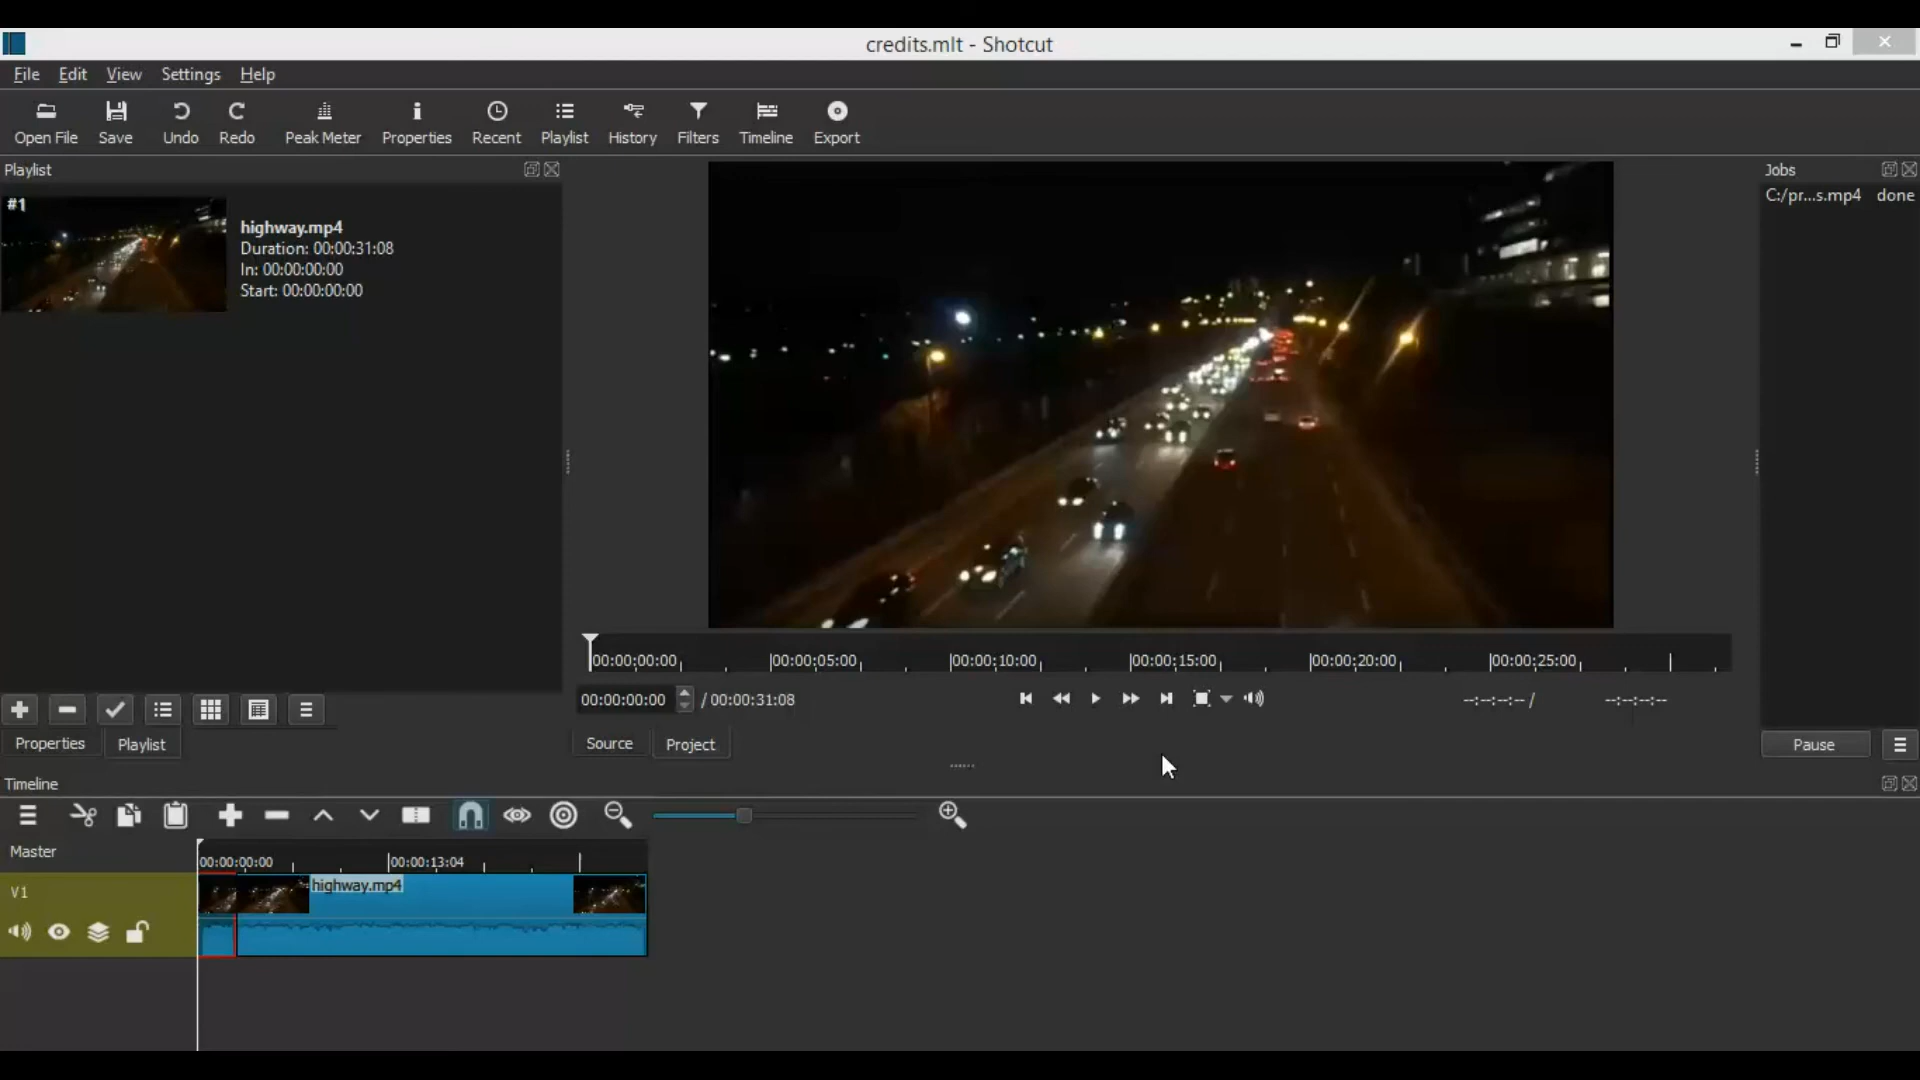 credits.mlt - Shotcut
File Edit View Settings Help
Open File Save Undo Redo Peak Meter Properties Recent Playlist History Filters Timeline Export
Playlist
#1
highway.mp4
Duration: 00:00:31:08
In: 00:00:00:00
Start: 00:00:00:00
Properties Playlist
00:00:00:00 00:00:05:00 00:00:10:00 00:00:15:00 00:00:20:00 00:00:25:00
00:00:00:00 / 00:00:31:08 --:--:--:-- / --:--:--:--
Source Project
Jobs
C:/pr...s.mp4 done
Pause
Timeline
Master
00:00:00:00 00:00:13:04
V1
highway.mp4